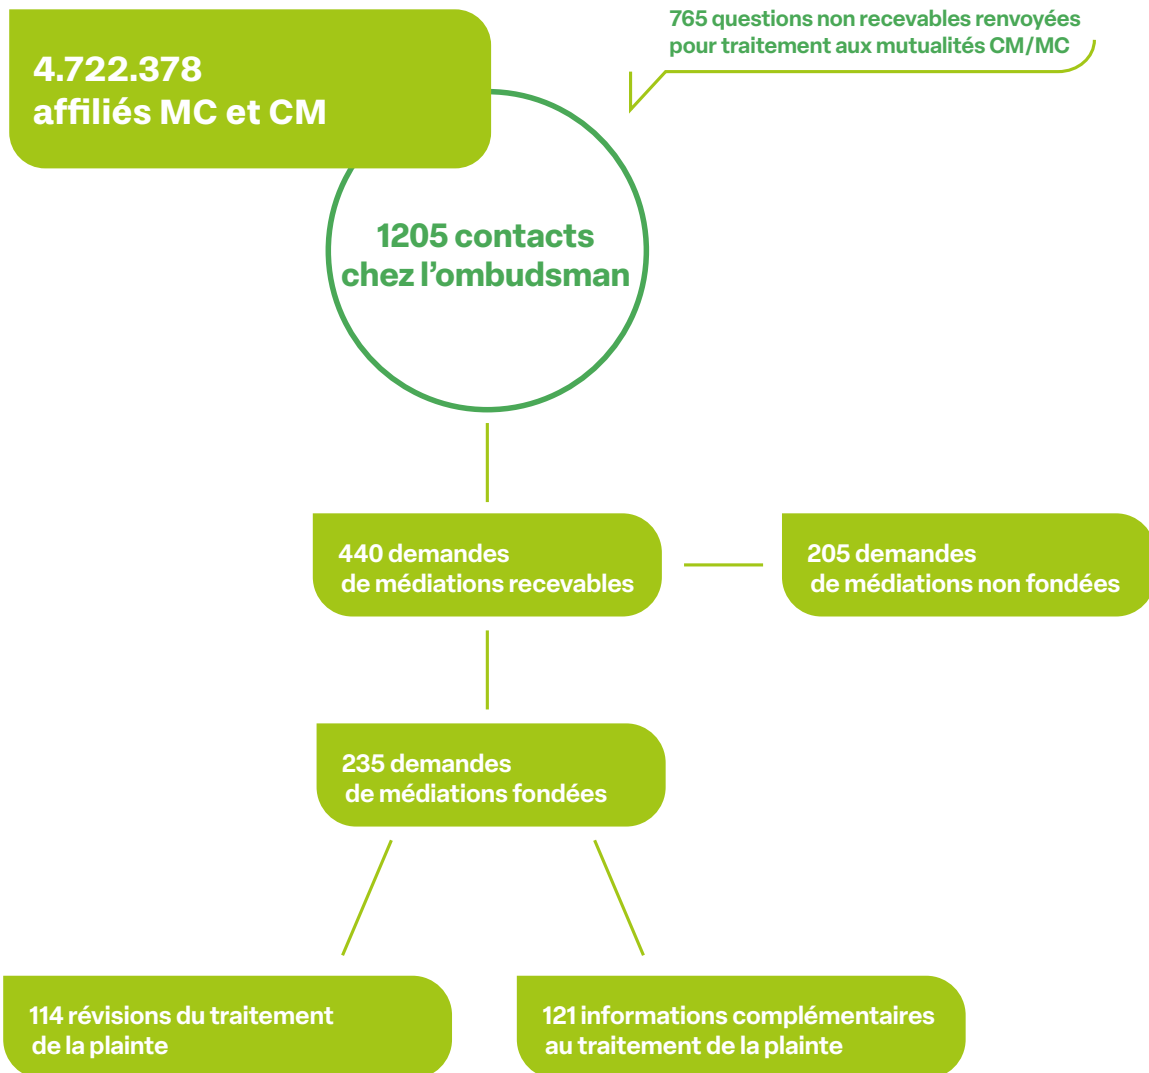 765 questions non recevables renvoyées
pour traitement aux mutualités CM/MC
4.722.378
affiliés MC et CM
1205 contacts
chez l’ombudsman
440 demandes
de médiations recevables
205 demandes
de médiations non fondées
235 demandes
de médiations fondées
114 révisions du traitement
de la plainte
121 informations complémentaires
au traitement de la plainte